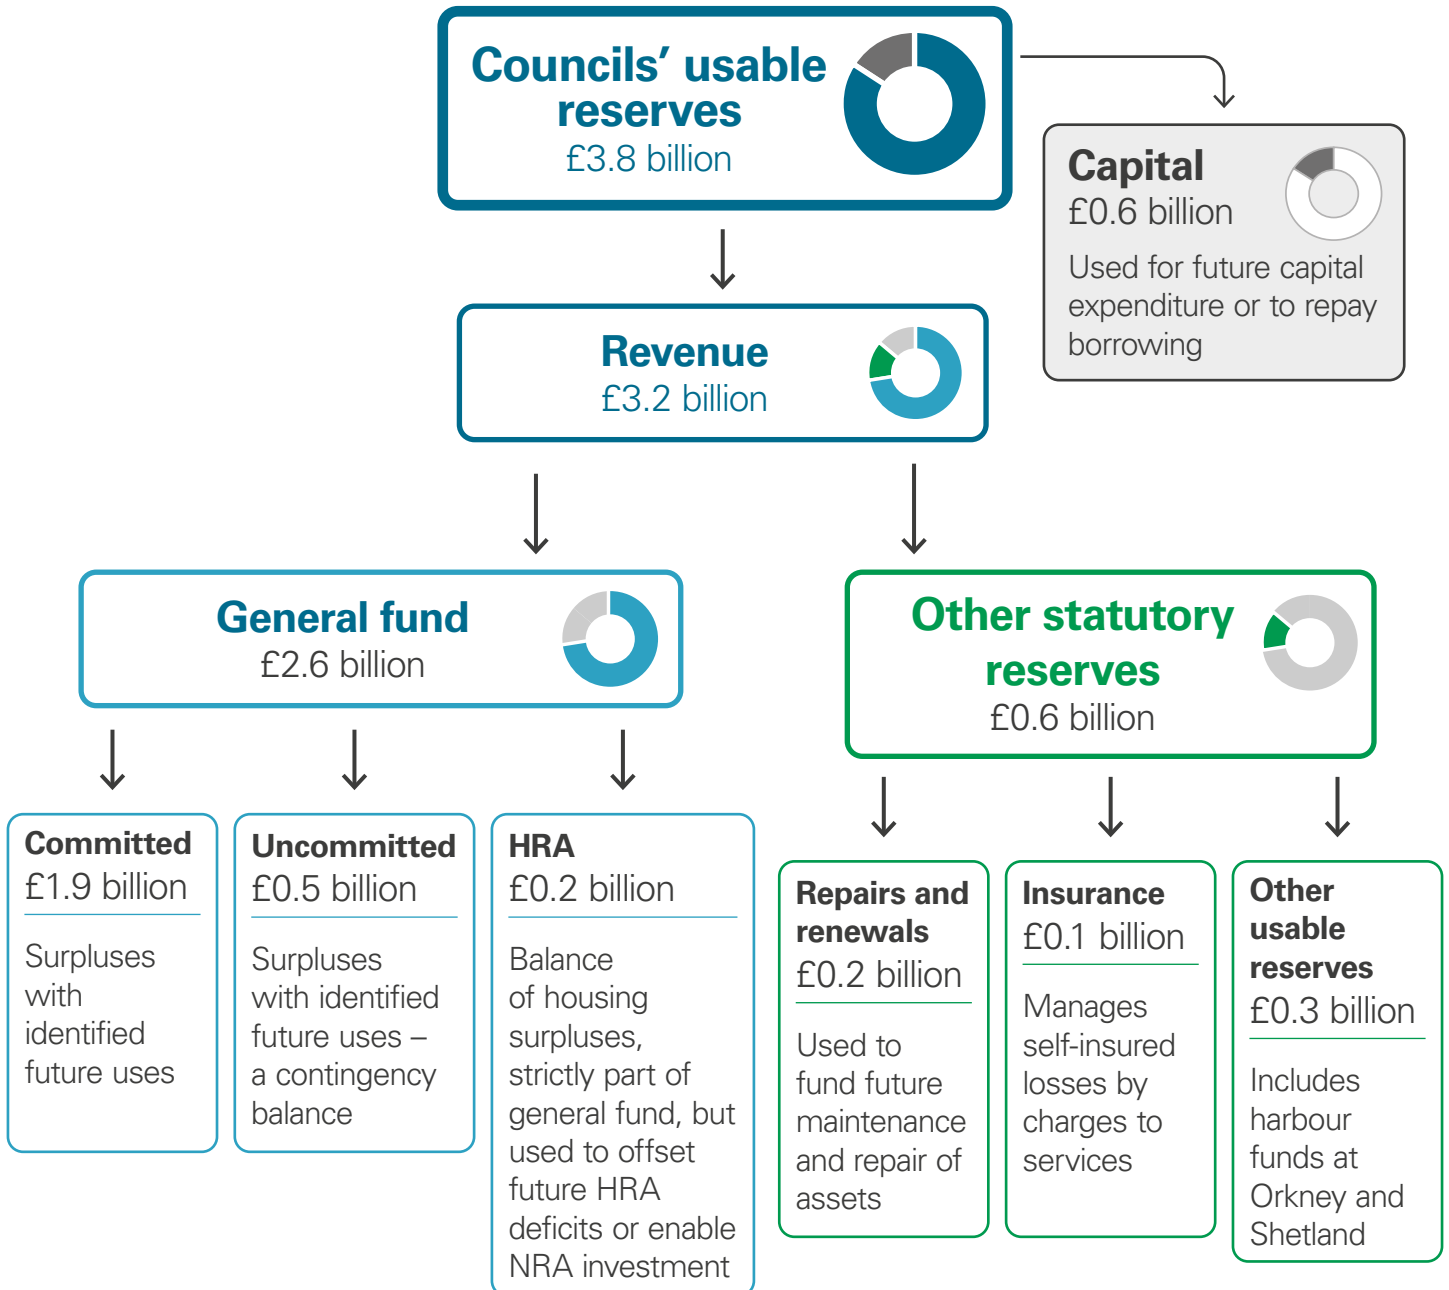 Councils’ usable
reserves
£3.8 billion
Capital
£0.6 billion
Used for future capital
expenditure or to repay
borrowing
Revenue
£3.2 billion
General fund
£2.6 billion
Other statutory
reserves
£0.6 billion
Committed
£1.9 billion
Surpluses
with
identified
future uses
Uncommitted
£0.5 billion
Surpluses
with identified
future uses –
a contingency
balance
HRA
£0.2 billion
Balance
of housing
surpluses,
strictly part of
general fund, but
used to offset
future HRA
deficits or enable
NRA investment
Repairs and
renewals
£0.2 billion
Used to
fund future
maintenance
and repair of
assets
Insurance
£0.1 billion
Manages
self-insured
losses by
charges to
services
Other
usable
reserves
£0.3 billion
Includes
harbour
funds at
Orkney and
Shetland